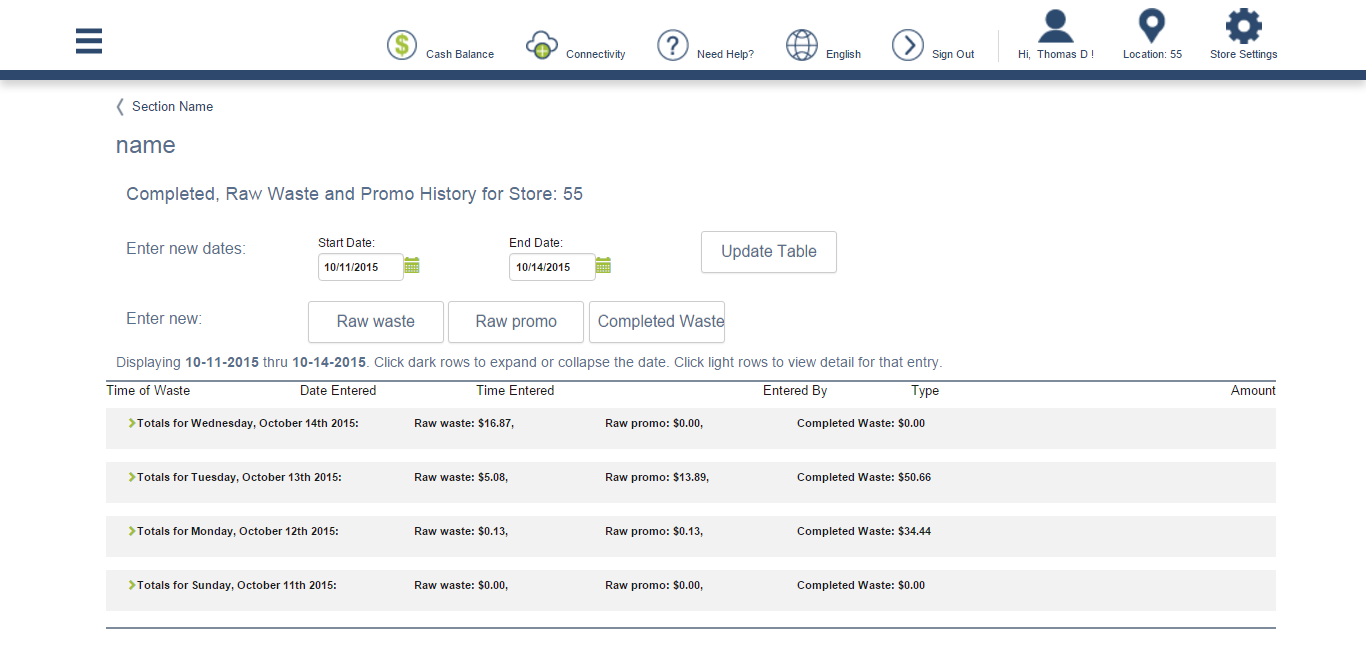 $ Cash Balance Connectivity ? Need Help? English Sign Out Hi, Thomas D ! Location: 55 Store Settings
Section Name
name
Completed, Raw Waste and Promo History for Store: 55
Start Date: End Date:
Enter new dates: 10/11/2015 10/14/2015 Update Table
Enter new: Raw waste Raw promo Completed Waste
Displaying 10-11-2015 thru 10-14-2015. Click dark rows to expand or collapse the date. Click light rows to view detail for that entry.
Time of Waste Date Entered Time Entered Entered By Type Amount
Totals for Wednesday, October 14th 2015: Raw waste: $16.87, Raw promo: $0.00, Completed Waste: $0.00
Totals for Tuesday, October 13th 2015: Raw waste: $5.08, Raw promo: $13.89, Completed Waste: $50.66
Totals for Monday, October 12th 2015: Raw waste: $0.13, Raw promo: $0.13, Completed Waste: $34.44
Totals for Sunday, October 11th 2015: Raw waste: $0.00, Raw promo: $0.00, Completed Waste: $0.00